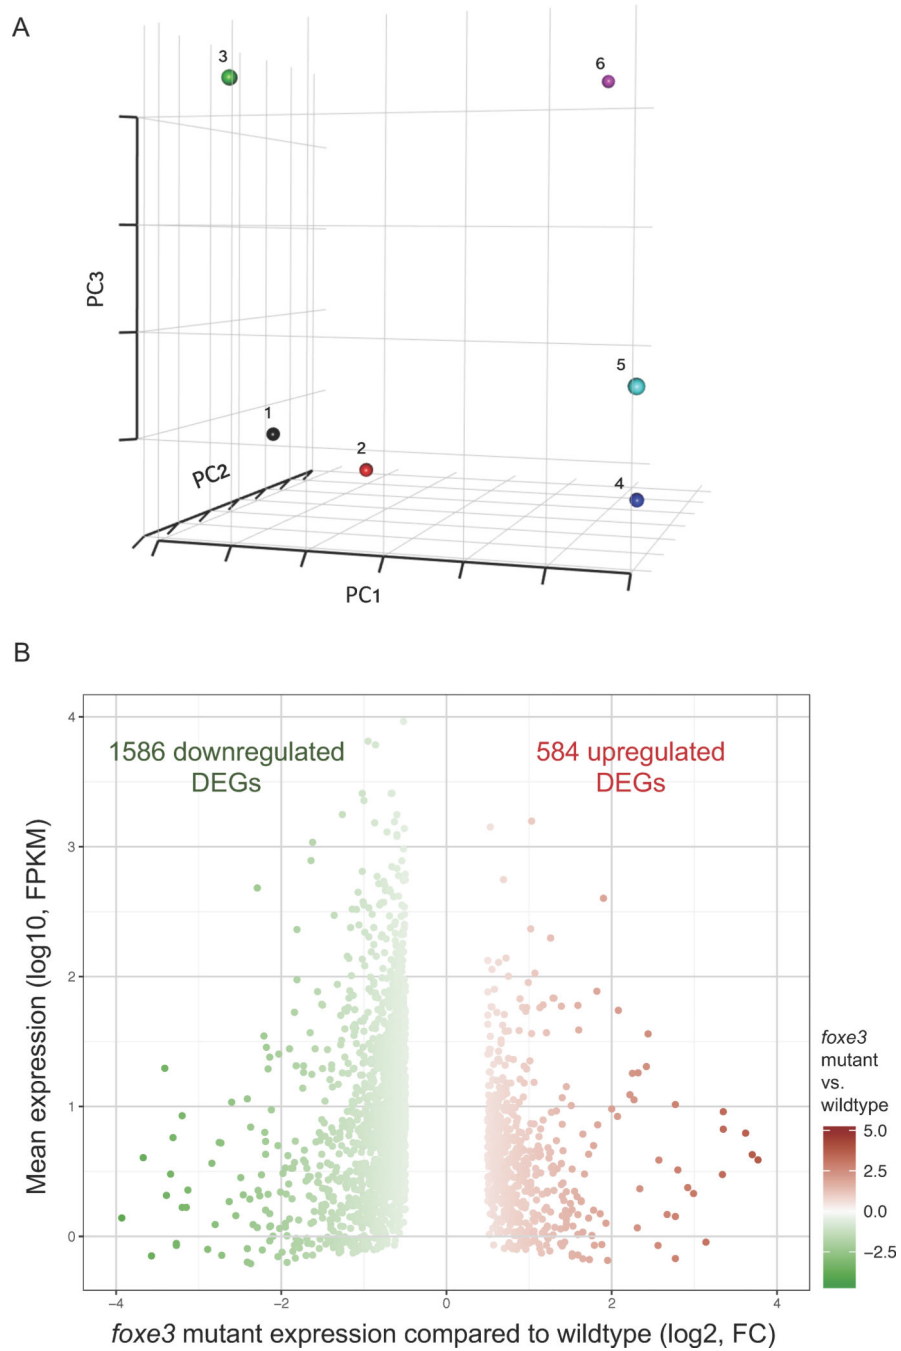 A
3
6
PC3
5
1
2
PC2
4
PC1
B
4
1586 downregulated
DEGs
584 upregulated
DEGs
3
2
1
0
Mean expression (log10, FPKM)
foxe3
mutant
vs.
wildtype
5.0
2.5
0.0
−2.5
−4
−2
0
2
4
foxe3 mutant expression compared to wildtype (log2, FC)